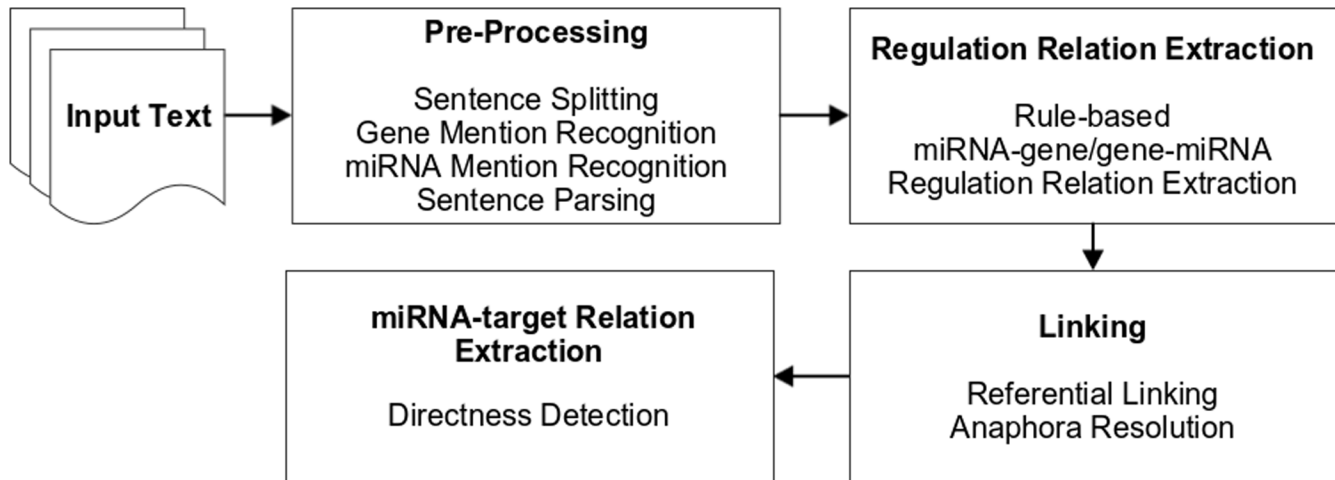 Input Text
Pre-Processing
Sentence Splitting
Gene Mention Recognition
miRNA Mention Recognition
Sentence Parsing
Regulation Relation Extraction
Rule-based
miRNA-gene/gene-miRNA
Regulation Relation Extraction
Linking
Referential Linking
Anaphora Resolution
miRNA-target Relation
Extraction
Directness Detection